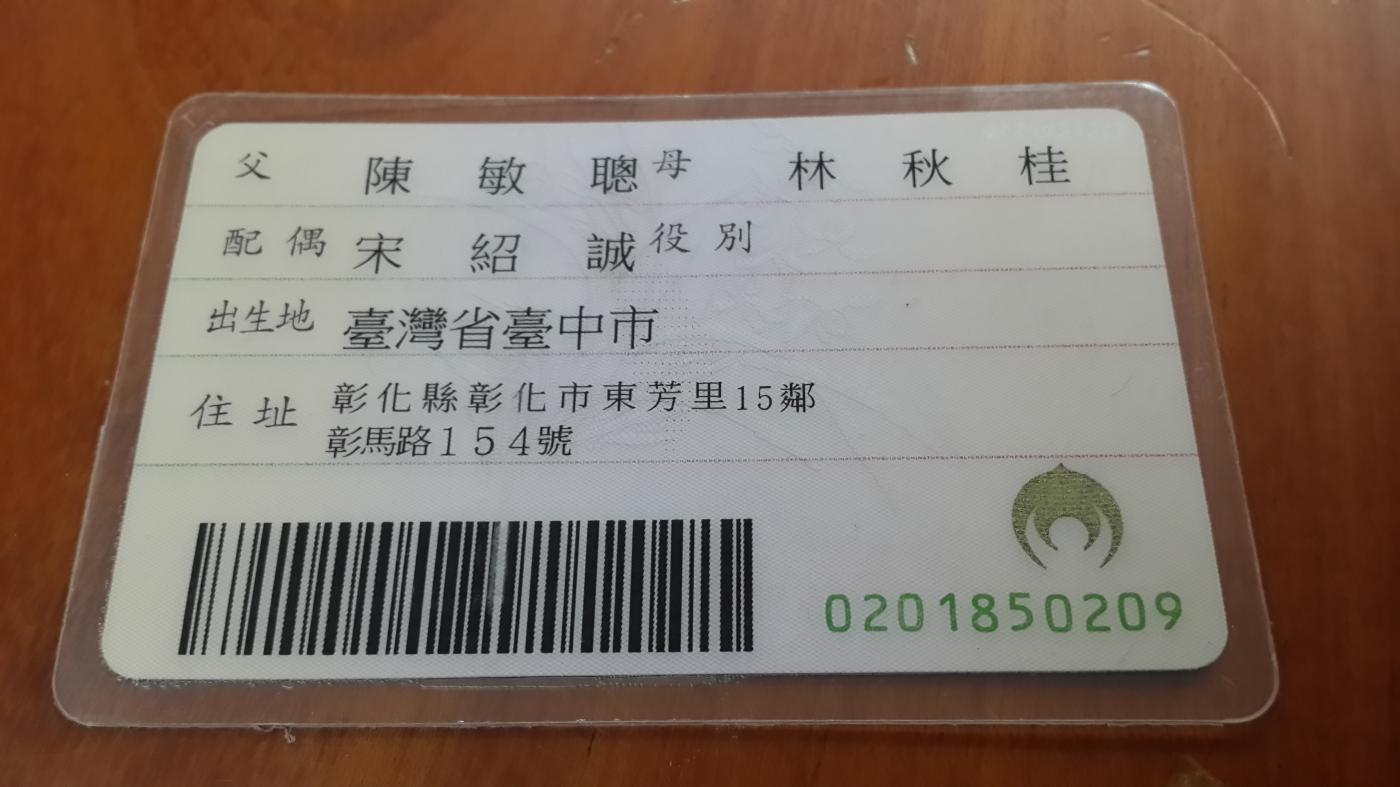 父 陳敏聰 母 林秋桂
配偶 宋紹誠 役別
出生地 臺灣省臺中市
住址 彰化縣彰化市東芳里15鄰
彰馬路154號
0201850209